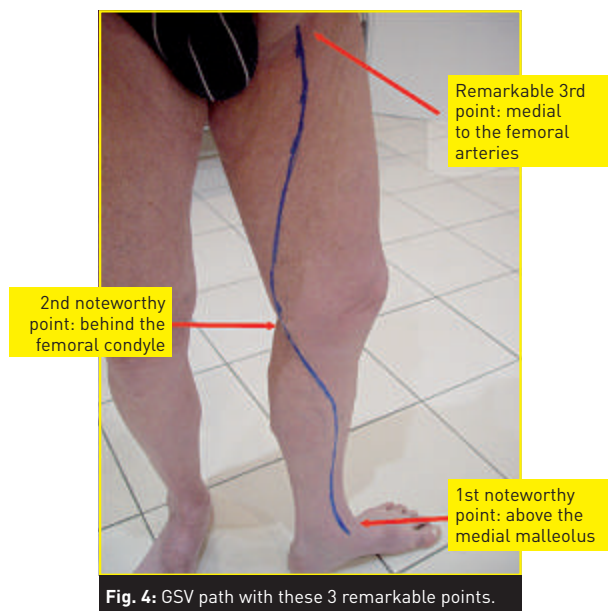 Remarkable 3rd
point: medial
to the femoral
arteries
2nd noteworthy
point: behind the
femoral condyle
1st noteworthy
point: above the
medial malleolus
Fig. 4: GSV path with these 3 remarkable points.